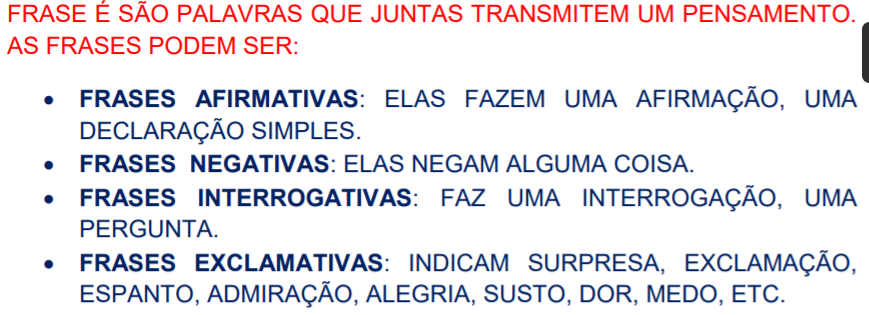 FRASE É SÃO PALAVRAS QUE JUNTAS TRANSMITEM UM PENSAMENTO.
AS FRASES PODEM SER:
• FRASES AFIRMATIVAS: ELAS FAZEM UMA AFIRMAÇÃO, UMA
DECLARAÇÃO SIMPLES.
• FRASES NEGATIVAS: ELAS NEGAM ALGUMA COISA.
• FRASES INTERROGATIVAS: FAZ UMA INTERROGAÇÃO, UMA
PERGUNTA.
• FRASES EXCLAMATIVAS: INDICAM SURPRESA, EXCLAMAÇÃO,
ESPANTO, ADMIRAÇÃO, ALEGRIA, SUSTO, DOR, MEDO, ETC.